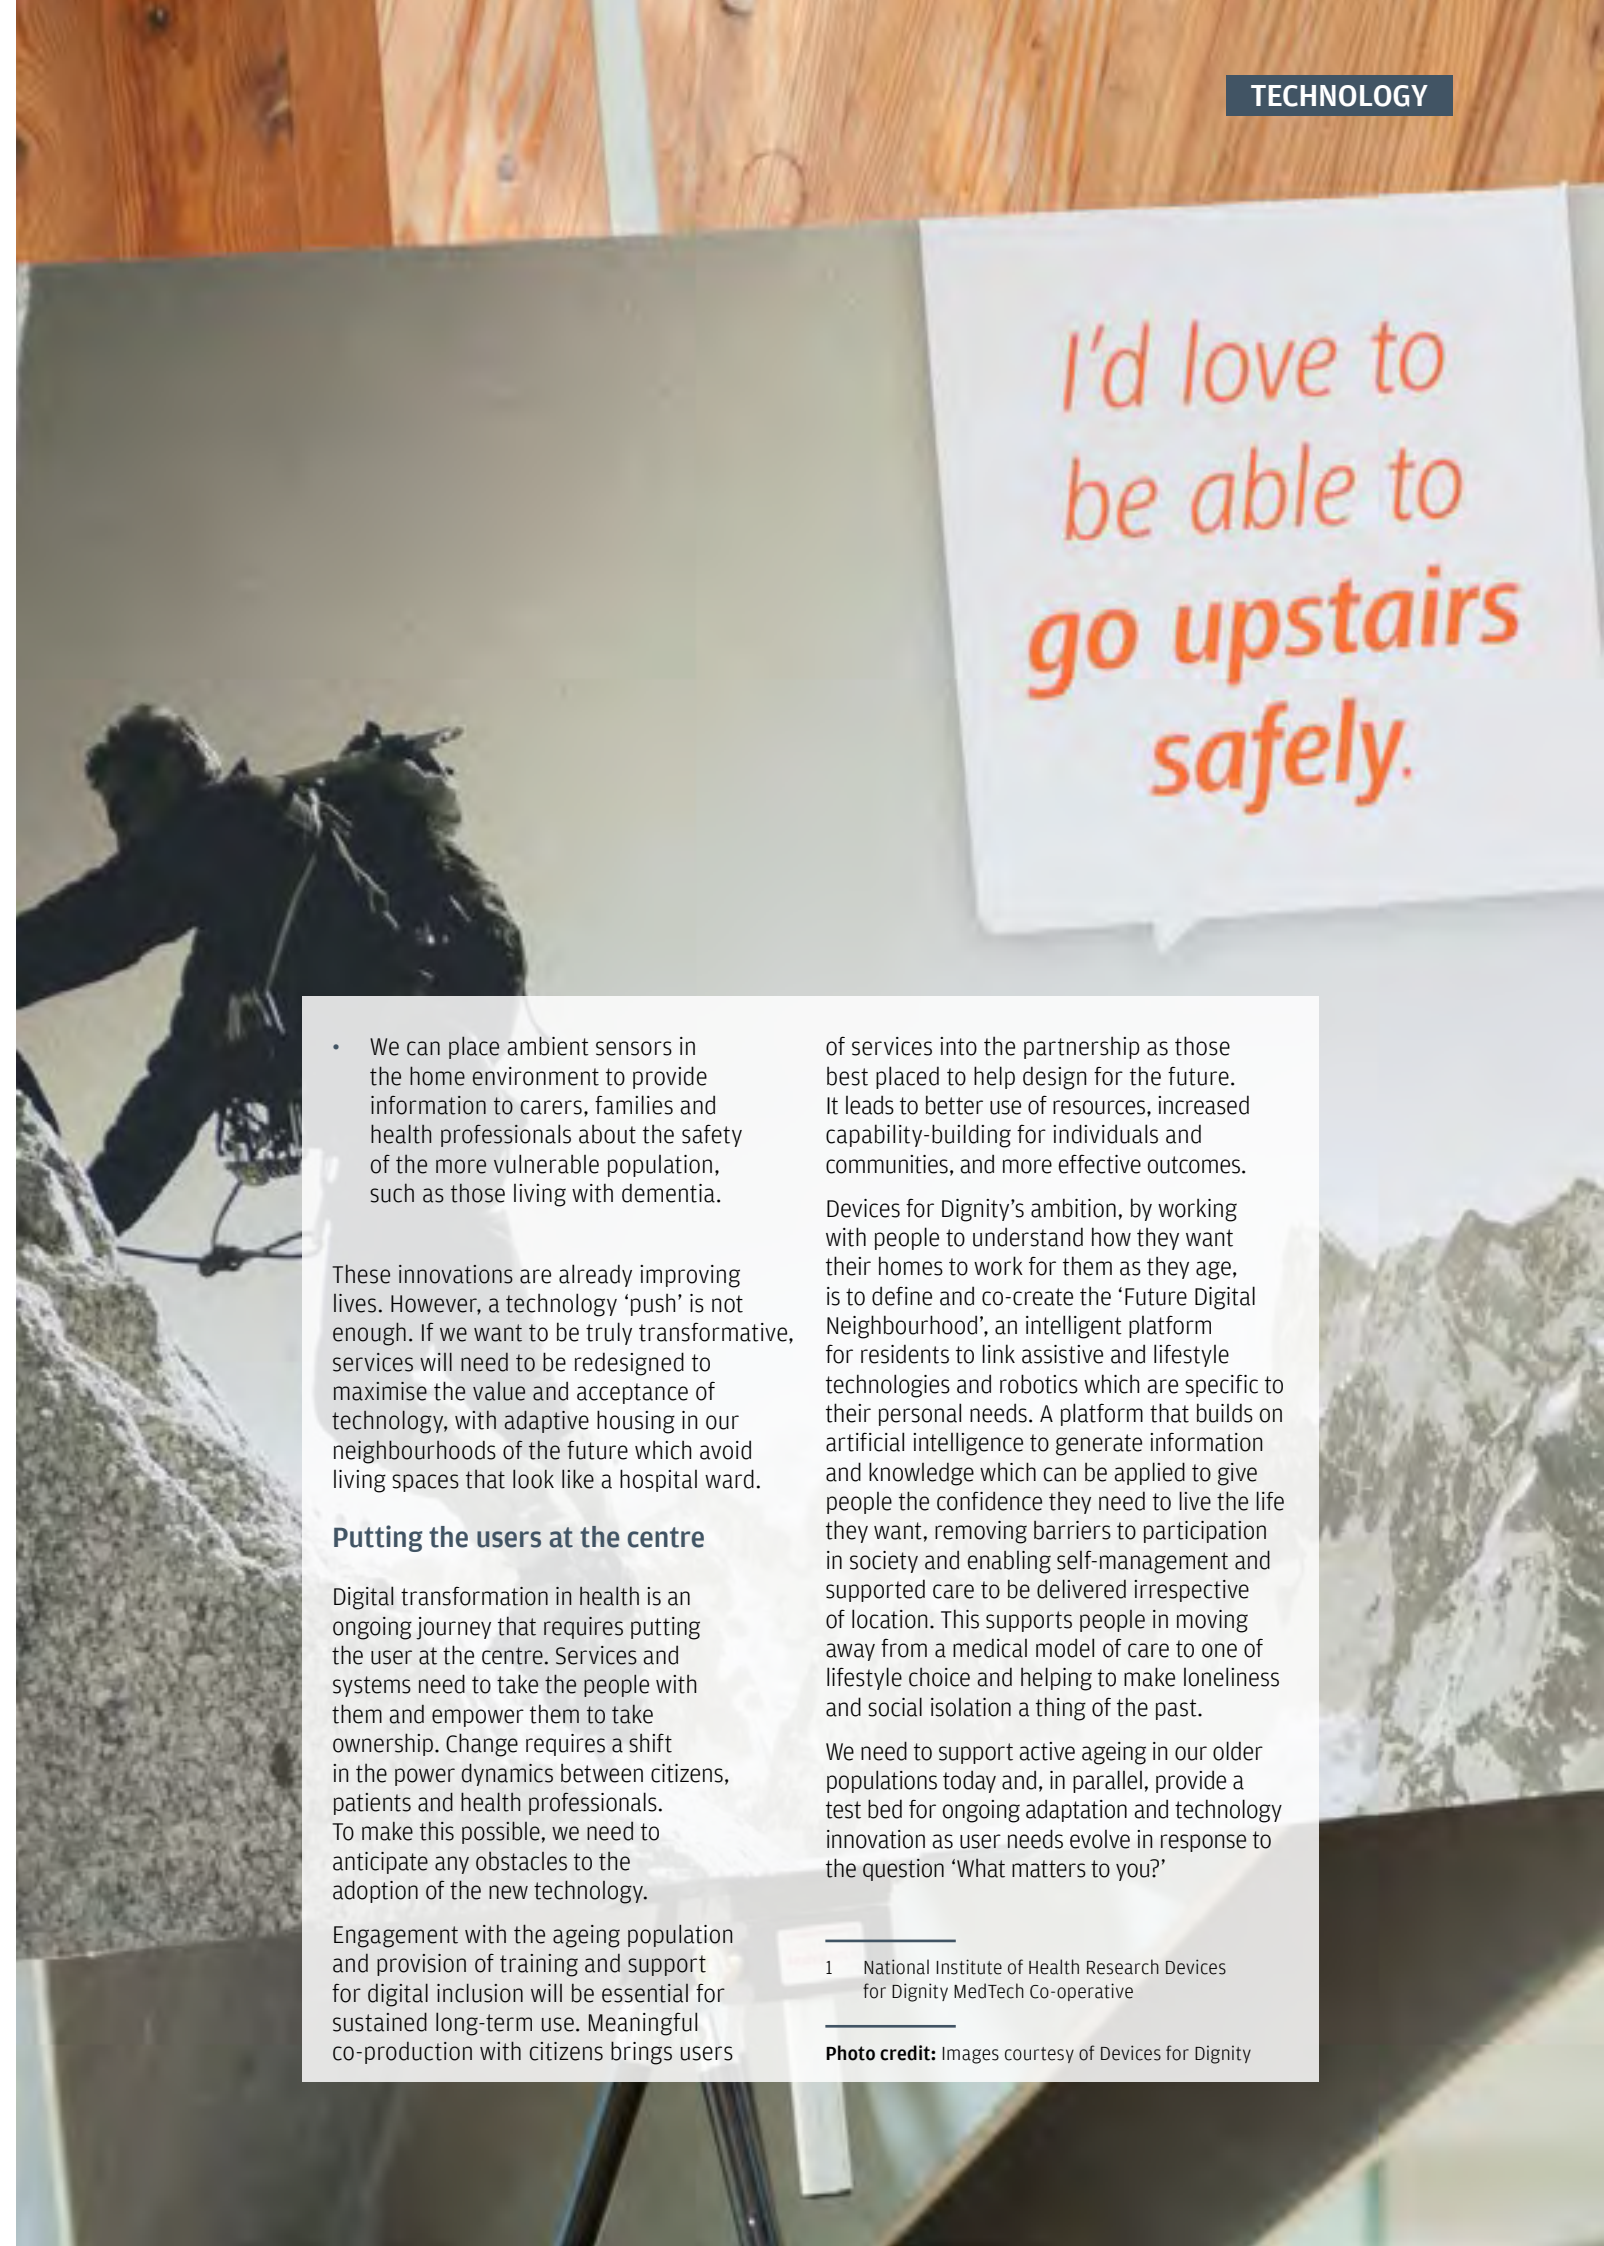 TECHNOLOGY
I'd love to
be able to
go upstairs
safely.
• We can place ambient sensors in
the home environment to provide
information to carers, families and
health professionals about the safety
of the more vulnerable population,
such as those living with dementia.
These innovations are already improving
lives. However, a technology ‘push’ is not
enough. If we want to be truly transformative,
services will need to be redesigned to
maximise the value and acceptance of
technology, with adaptive housing in our
neighbourhoods of the future which avoid
living spaces that look like a hospital ward.
Putting the users at the centre
Digital transformation in health is an
ongoing journey that requires putting
the user at the centre. Services and
systems need to take the people with
them and empower them to take
ownership. Change requires a shift
in the power dynamics between citizens,
patients and health professionals.
To make this possible, we need to
anticipate any obstacles to the
adoption of the new technology.
Engagement with the ageing population
and provision of training and support
for digital inclusion will be essential for
sustained long-term use. Meaningful
co-production with citizens brings users
of services into the partnership as those
best placed to help design for the future.
It leads to better use of resources, increased
capability-building for individuals and
communities, and more effective outcomes.
Devices for Dignity’s ambition, by working
with people to understand how they want
their homes to work for them as they age,
is to define and co-create the ‘Future Digital
Neighbourhood’, an intelligent platform
for residents to link assistive and lifestyle
technologies and robotics which are specific to
their personal needs. A platform that builds on
artificial intelligence to generate information
and knowledge which can be applied to give
people the confidence they need to live the life
they want, removing barriers to participation
in society and enabling self-management and
supported care to be delivered irrespective
of location. This supports people in moving
away from a medical model of care to one of
lifestyle choice and helping to make loneliness
and social isolation a thing of the past.
We need to support active ageing in our older
populations today and, in parallel, provide a
test bed for ongoing adaptation and technology
innovation as user needs evolve in response to
the question ‘What matters to you?’
1 National Institute of Health Research Devices
for Dignity MedTech Co-operative
Photo credit: Images courtesy of Devices for Dignity